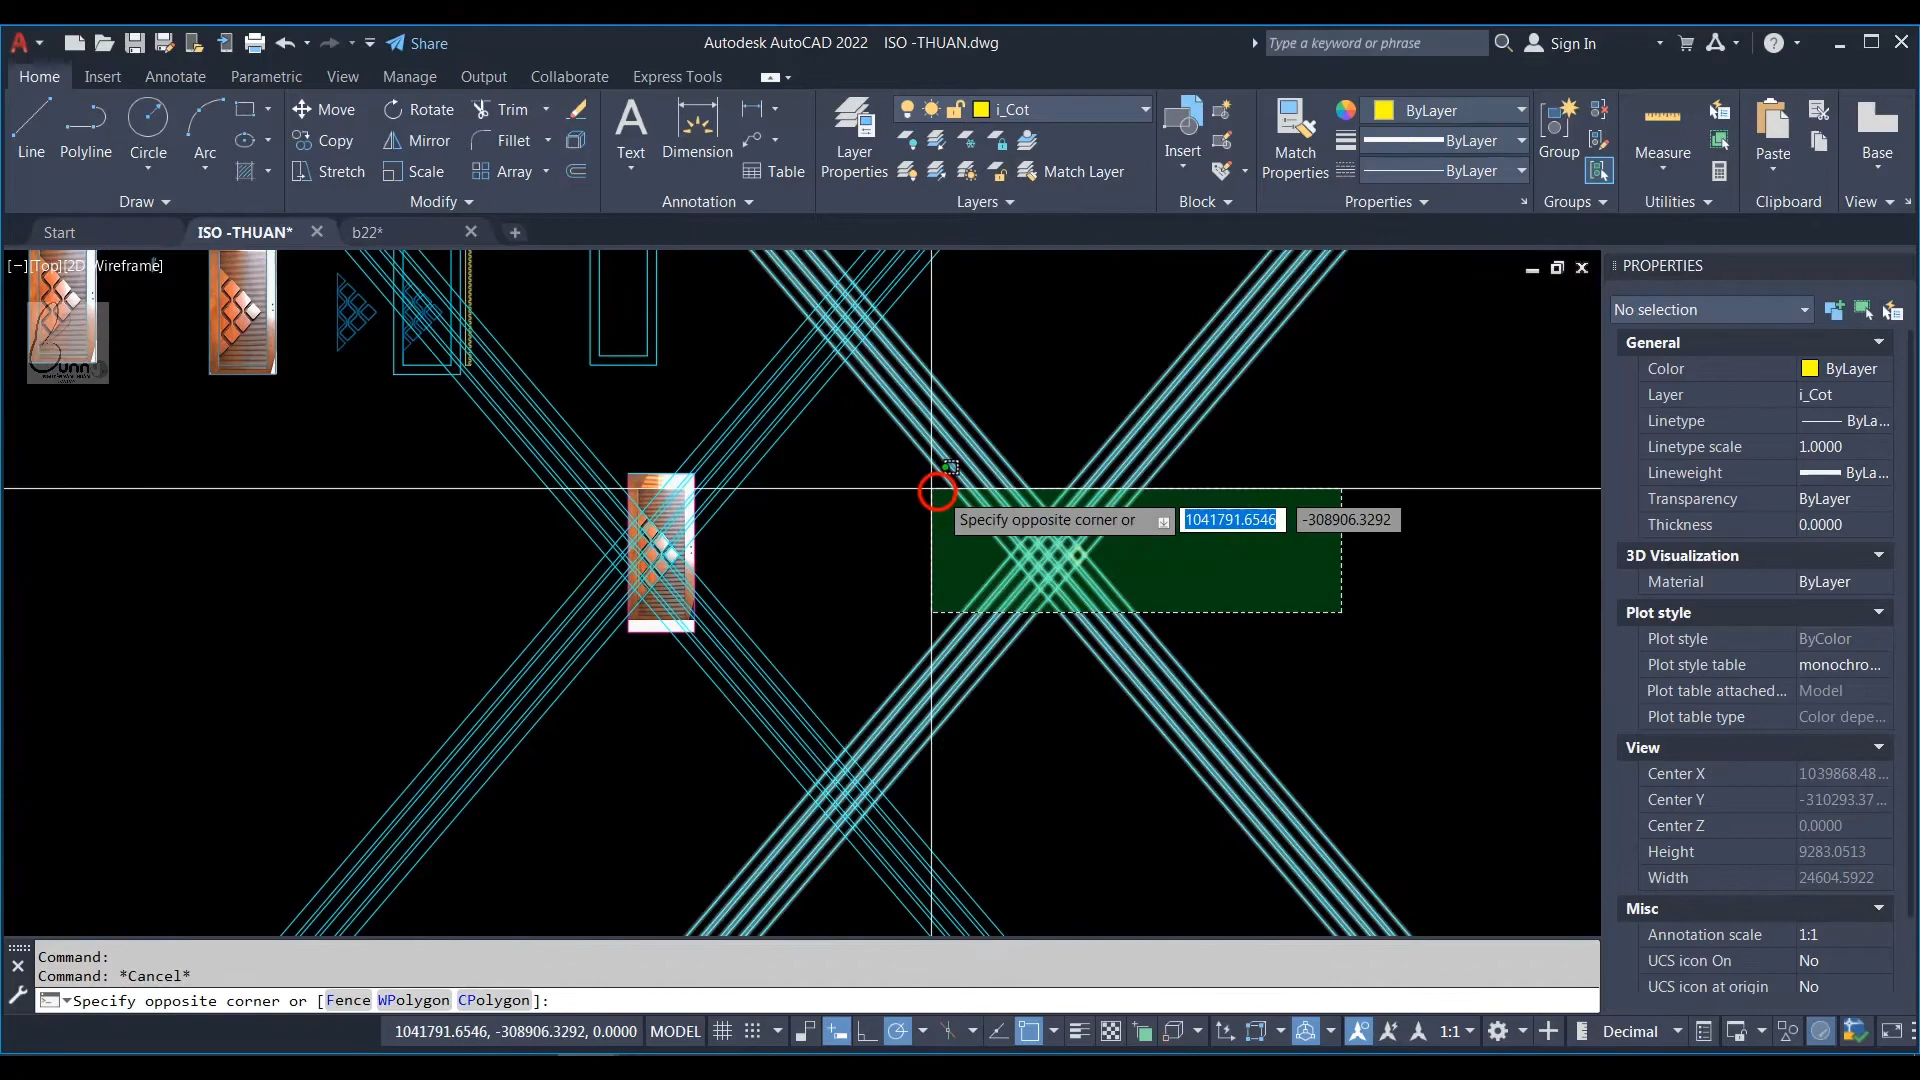 Share
Autodesk AutoCAD 2022 ISO -THUAN.dwg
Type a keyword or phrase
Sign In
Home Insert Annotate Parametric View Manage Output Collaborate Express Tools
Line Polyline Circle Arc
Move Rotate Trim
Copy Mirror Fillet
Stretch Scale Array
Text Dimension Table
Layer Properties
i_Cot
Match Layer
Insert
Match Properties
ByLayer
ByLayer
ByLayer
Group
Measure
Paste
Base
Draw Modify Annotation Layers Block Properties Groups Utilities Clipboard View
Start ISO -THUAN* b22*
[−][Top][2D Wireframe]
Specify opposite corner or 1041791.6546 -308906.3292
PROPERTIES
No selection
General
Color ByLayer
Layer i_Cot
Linetype ByLa...
Linetype scale 1.0000
Lineweight ByLa...
Transparency ByLayer
Thickness 0.0000
3D Visualization
Material ByLayer
Plot style
Plot style ByColor
Plot style table monochro...
Plot table attached... Model
Plot table type Color depe...
View
Center X 1039868.48...
Center Y -310293.37...
Center Z 0.0000
Height 9283.0513
Width 24604.5922
Misc
Annotation scale 1:1
UCS icon On No
UCS icon at origin No
Command:
Command: *Cancel*
Specify opposite corner or [Fence WPolygon CPolygon]:
1041791.6546, -308906.3292, 0.0000 MODEL 1:1 Decimal